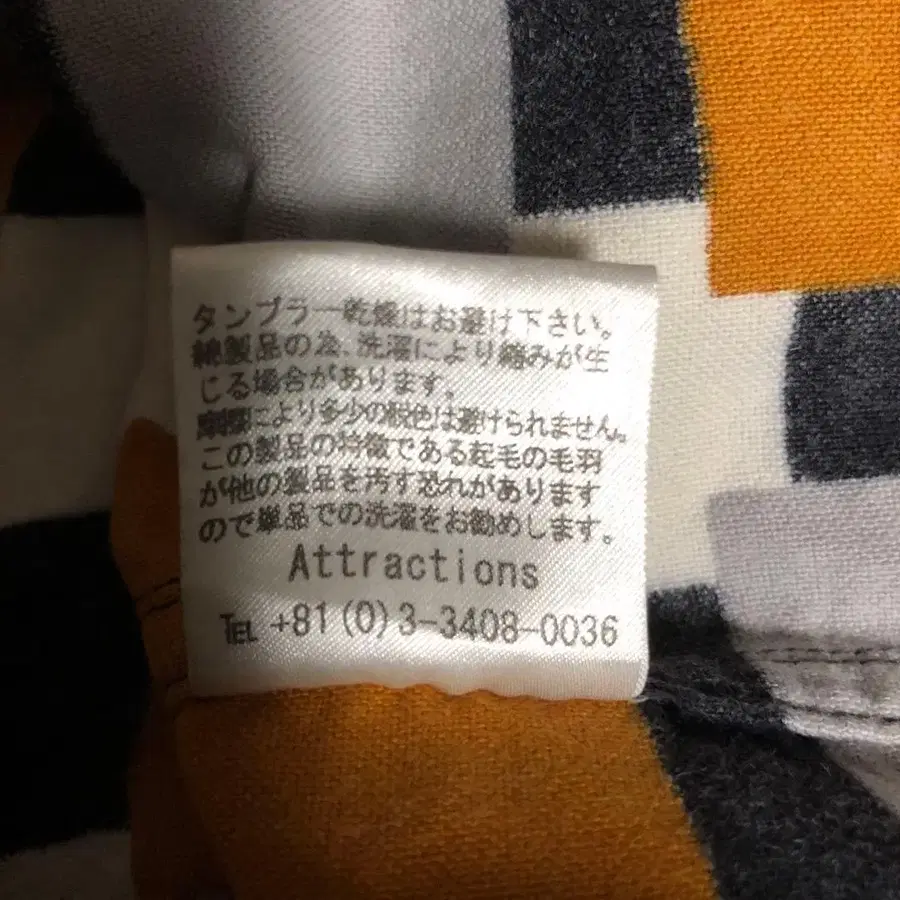 タンブラー乾燥はお避け下さい。
綿製品の為、洗濯により縮みが生
じる場合があります。
摩擦により多少の脱色は避けられません。
この製品の特徴である起毛の毛羽
が他の製品を汚す恐れがあります
ので単品での洗濯をお勧めします。
Attractions
TEL +81(0)3-3408-0036